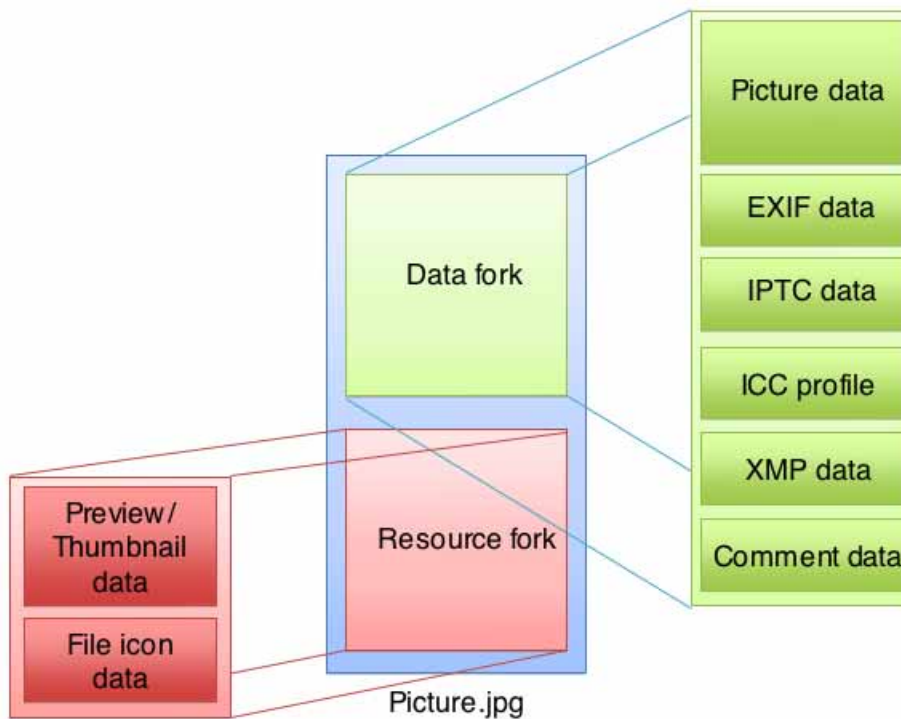 Picture data
EXIF data
IPTC data
ICC profile
XMP data
Comment data
Data fork
Resource fork
Preview/
Thumbnail
data
File icon
data
Picture.jpg